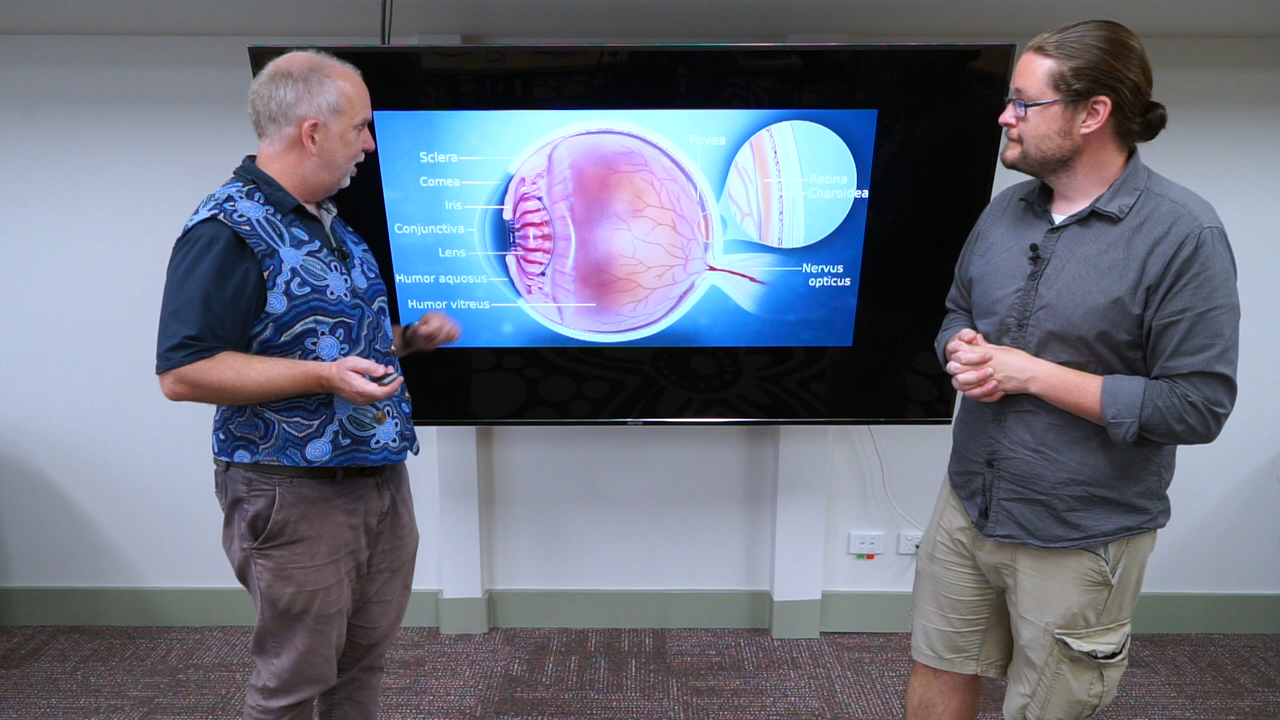 Sclera
Cornea
Iris
Conjunctiva
Lens
Humor aquosus
Humor vitreus
Fovea
Retina
Choroidea
Nervus
opticus